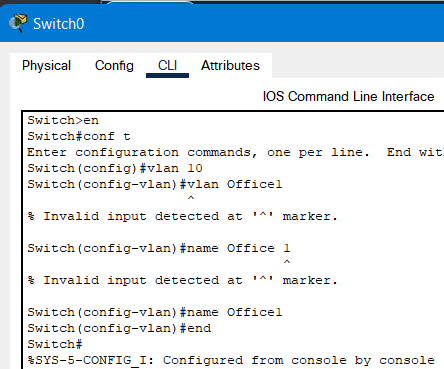 Switch0
Physical Config CLI Attributes
IOS Command Line Interface
Switch>en
Switch#conf t
Enter configuration commands, one per line. End
Switch(config)#vlan 10
Switch(config-vlan)#vlan Office1
^
% Invalid input detected at '^' marker.
Switch(config-vlan)#name Office 1
^
% Invalid input detected at '^' marker.
Switch(config-vlan)#name Office1
Switch(config-vlan)#end
Switch#
%SYS-5-CONFIG_I: Configured from console by console